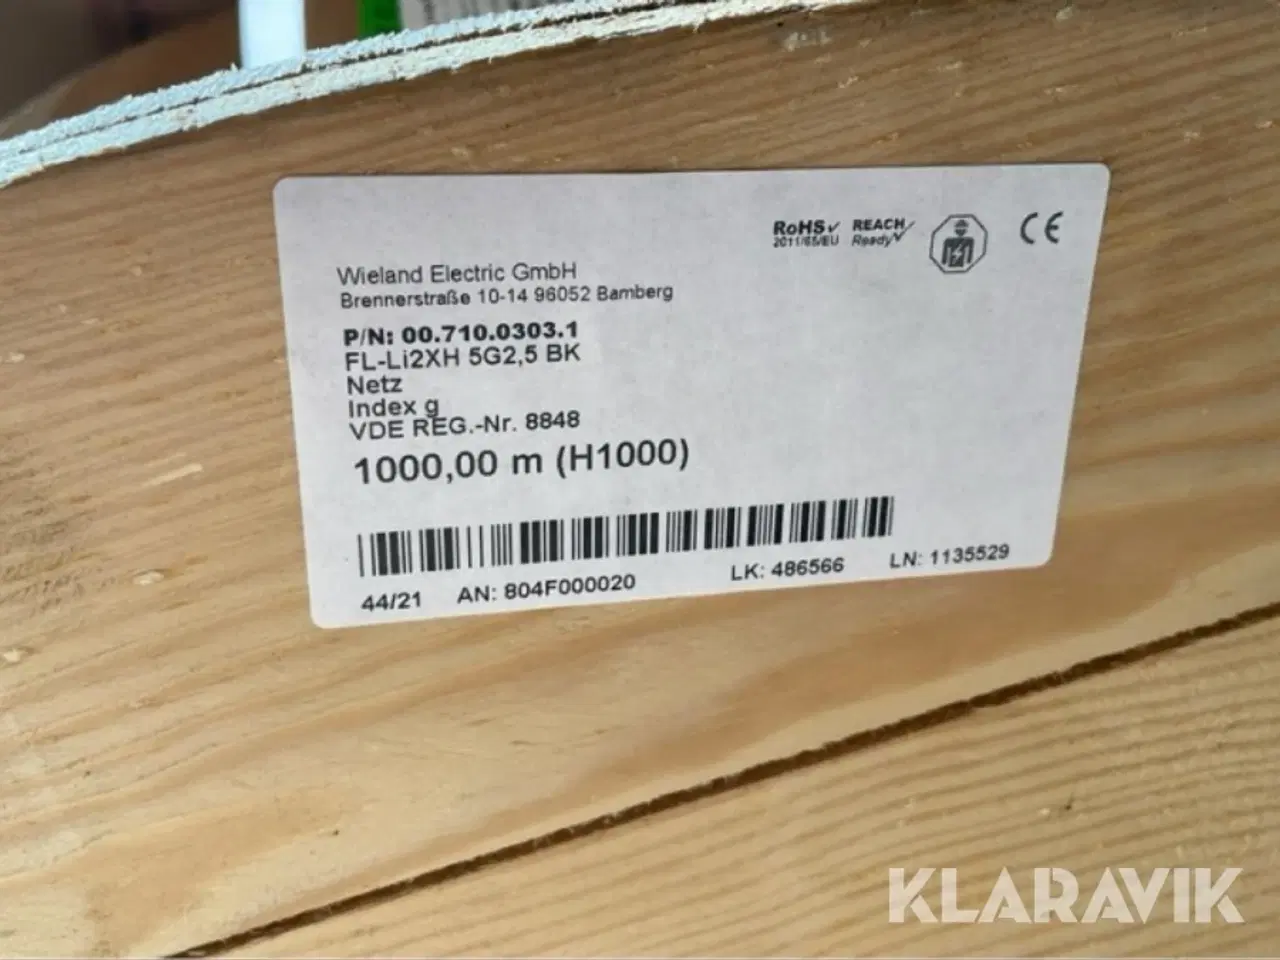 RoHS✓ REACH✓
2011/65/EU Ready
CE
Wieland Electric GmbH
Brennerstraße 10-14 96052 Bamberg
P/N: 00.710.0303.1
FL-Li2XH 5G2,5 BK
Netz
Index g
VDE REG.-Nr. 8848
1000,00 m (H1000)
44/21 AN: 804F000020 LK: 486566 LN: 1135529
KLARAVIK